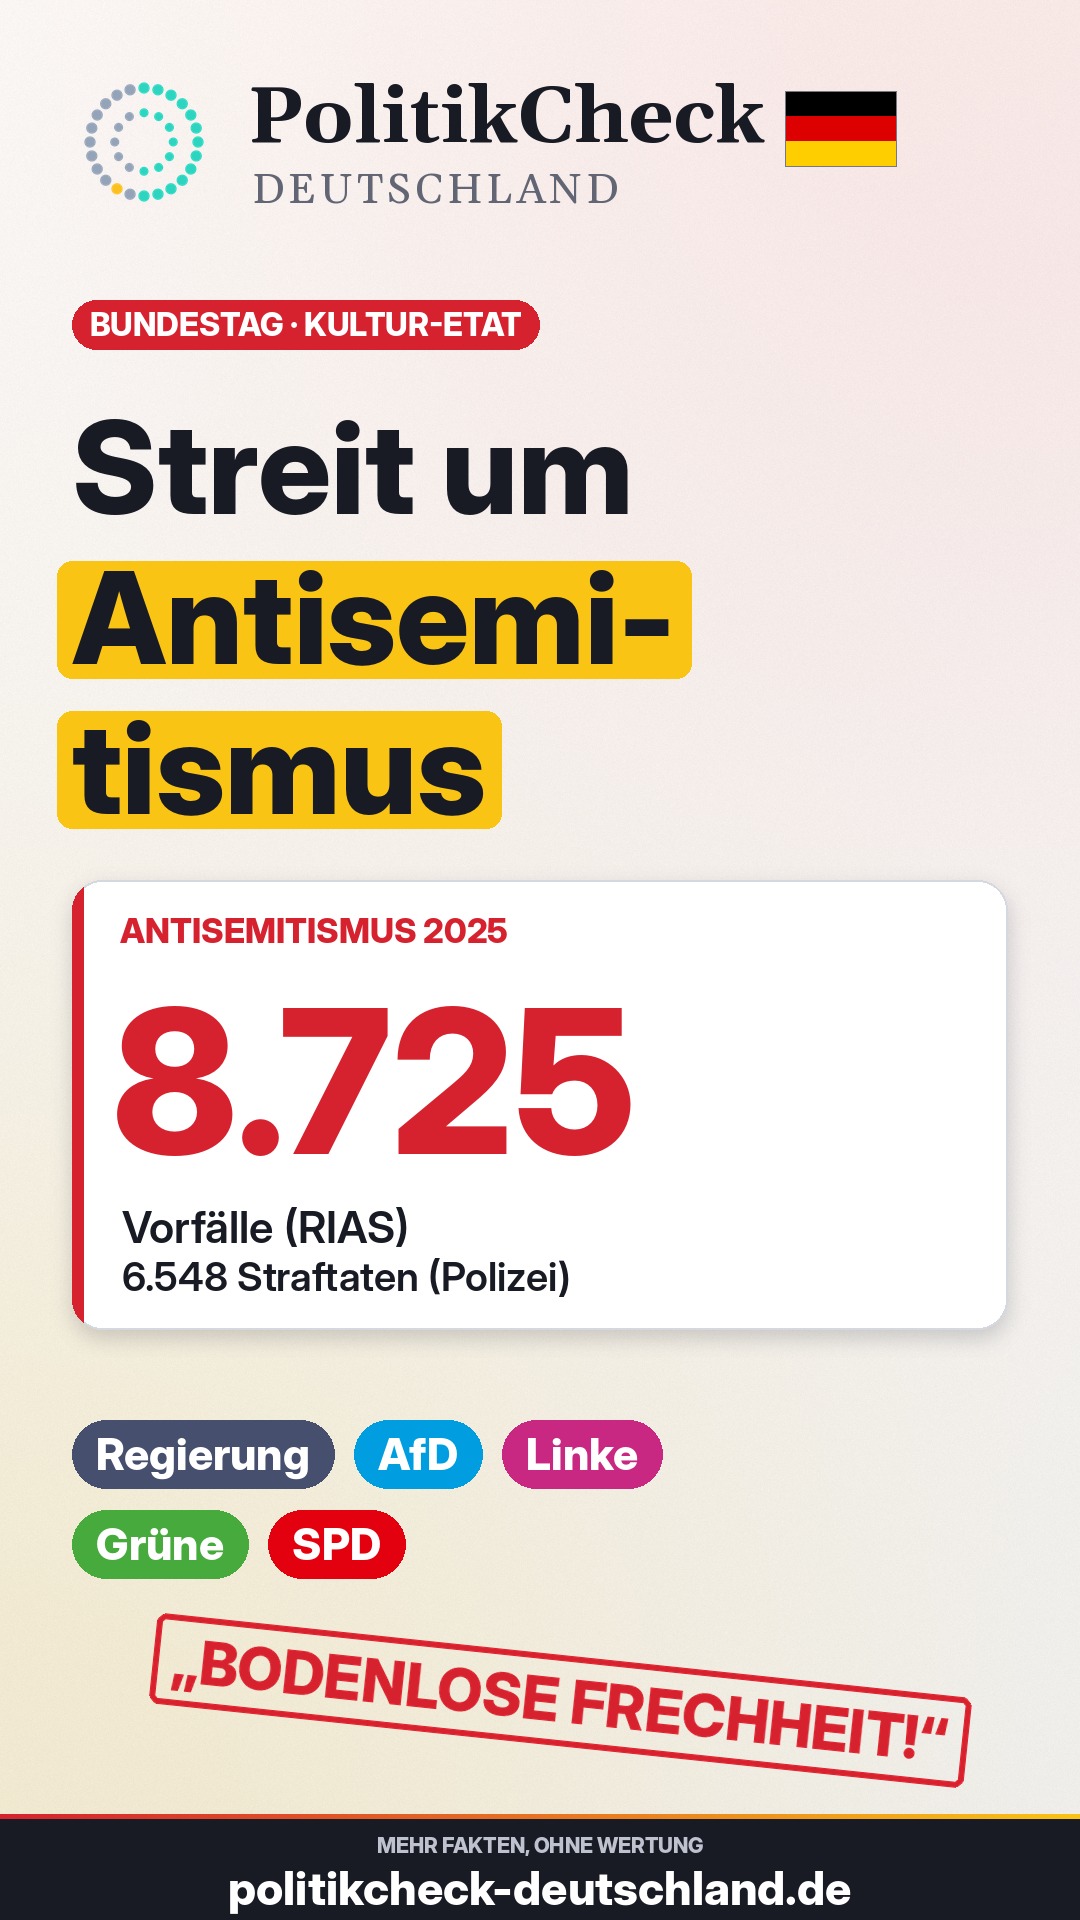 PolitikCheck
DEUTSCHLAND
BUNDESTAG · KULTUR-ETAT
Streit um
Antisemi-
tismus
ANTISEMITISMUS 2025
8.725
Vorfälle (RIAS)
6.548 Straftaten (Polizei)
Regierung AfD Linke
Grüne SPD
„BODENLOSE FRECHHEIT!“
MEHR FAKTEN, OHNE WERTUNG
politikcheck-deutschland.de